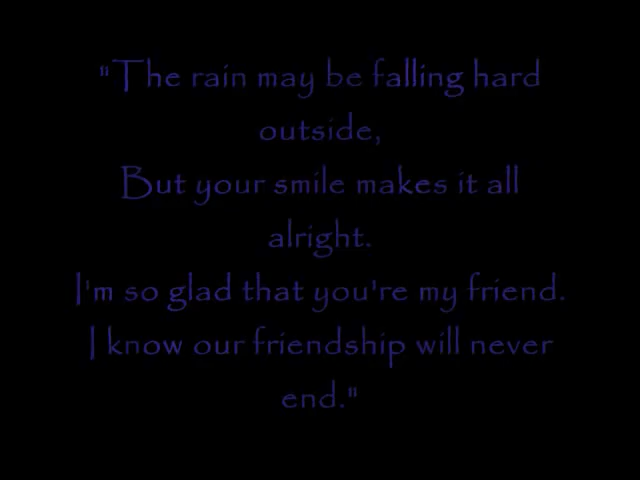 "The rain may be falling hard
outside,
But your smile makes it all
alright.
I'm so glad that you're my friend.
I know our friendship will never
end."